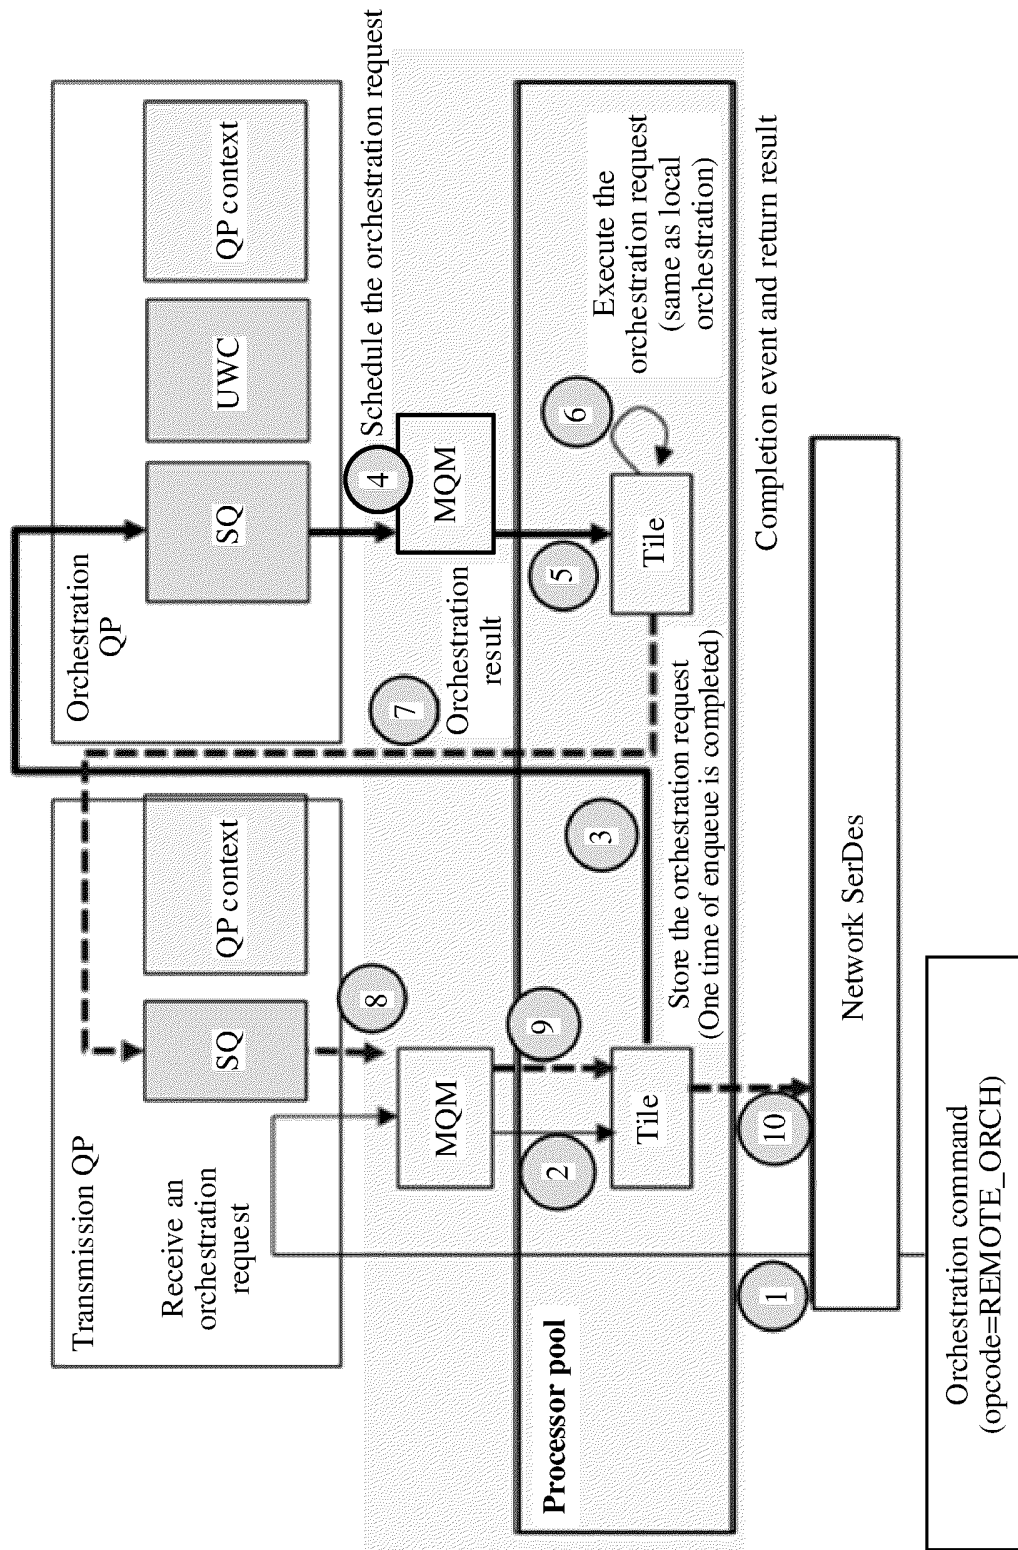 Transmission QP
Receive an
orchestration
request
SQ
QP context
Orchestration
QP
SQ
UWC
QP context
8
7
4
Schedule the orchestration request
MQM
Orchestration
result
MQM
Processor pool
2
9
3
5
6
Execute the
orchestration request
(same as local
orchestration)
Tile
Tile
Store the orchestration request
(One time of enqueue is completed)
1
10
Completion event and return result
Network SerDes
Orchestration command
(opcode=REMOTE_ORCH)